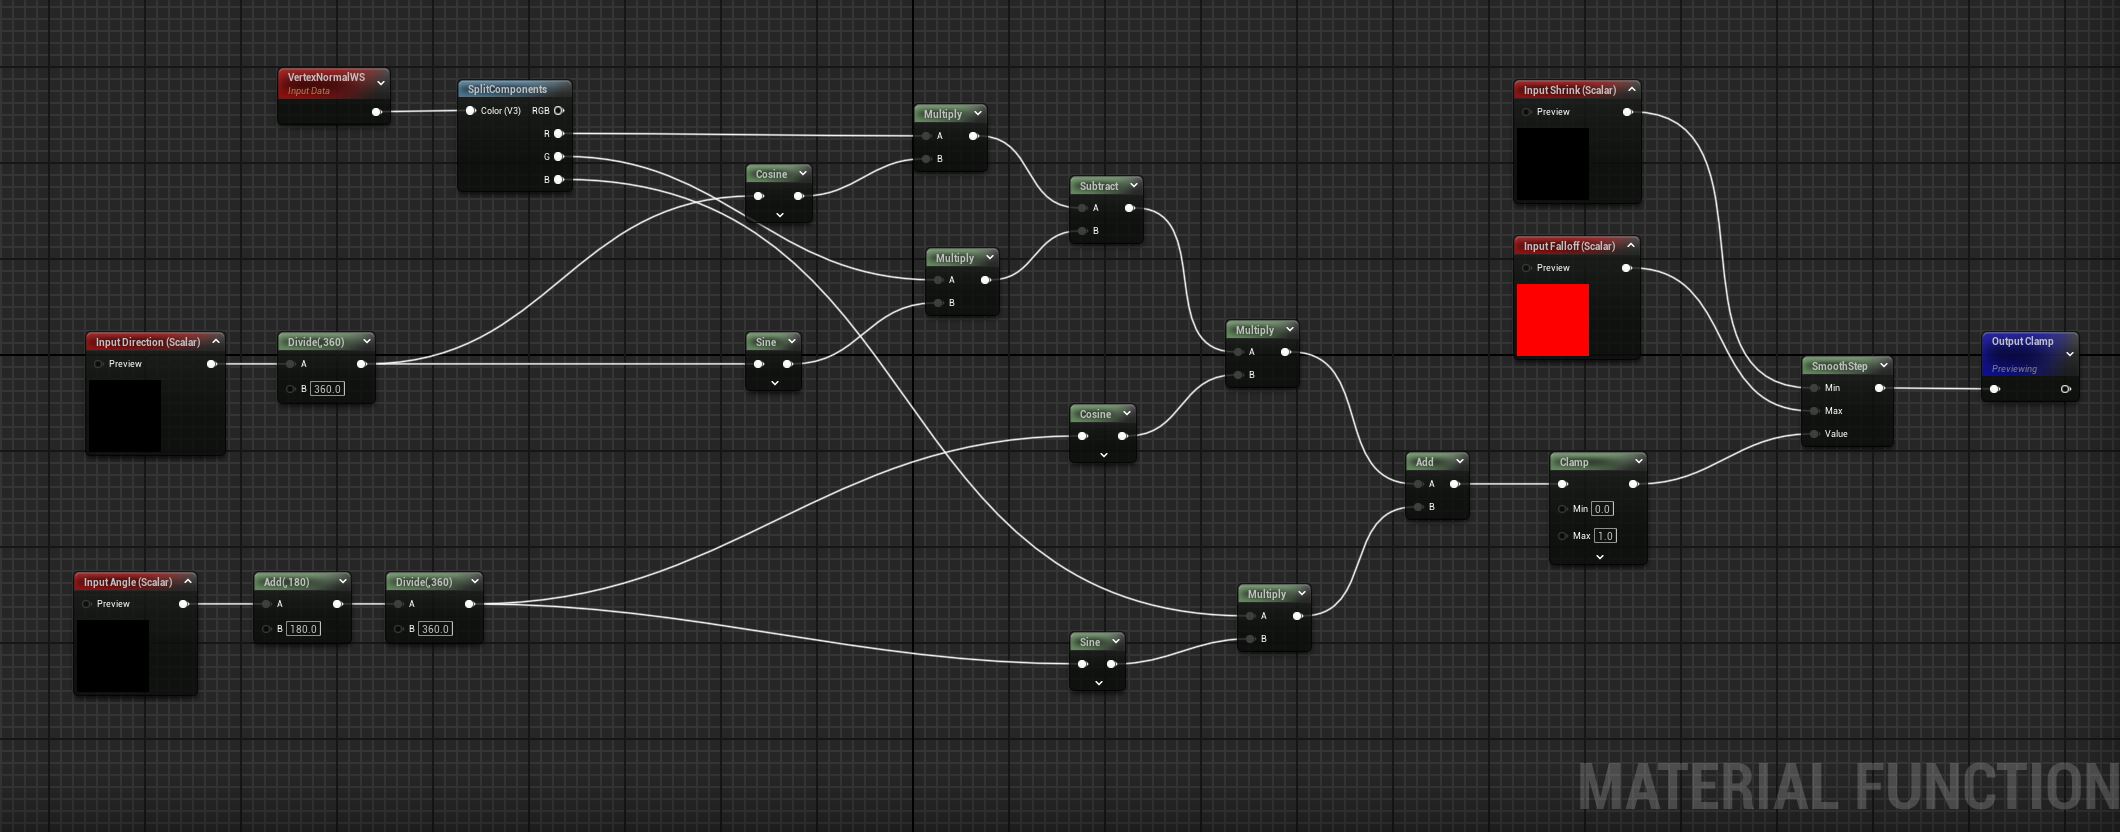 VertexNormalWS
Input Data
SplitComponents
Color (V3) RGB
R
G
B
Multiply
A
B
Cosine
Subtract
A
B
Multiply
A
B
Input Shrink (Scalar)
Preview
Input Falloff (Scalar)
Preview
Input Direction (Scalar)
Preview
Divide(,360)
A
B 360.0
Sine
Multiply
A
B
Output Clamp
Previewing
SmoothStep
Min
Max
Value
Cosine
Add
A
B
Clamp
Min 0.0
Max 1.0
Input Angle (Scalar)
Preview
Add(,180)
A
B 180.0
Divide(,360)
A
B 360.0
Multiply
A
B
Sine
MATERIAL FUNCTION